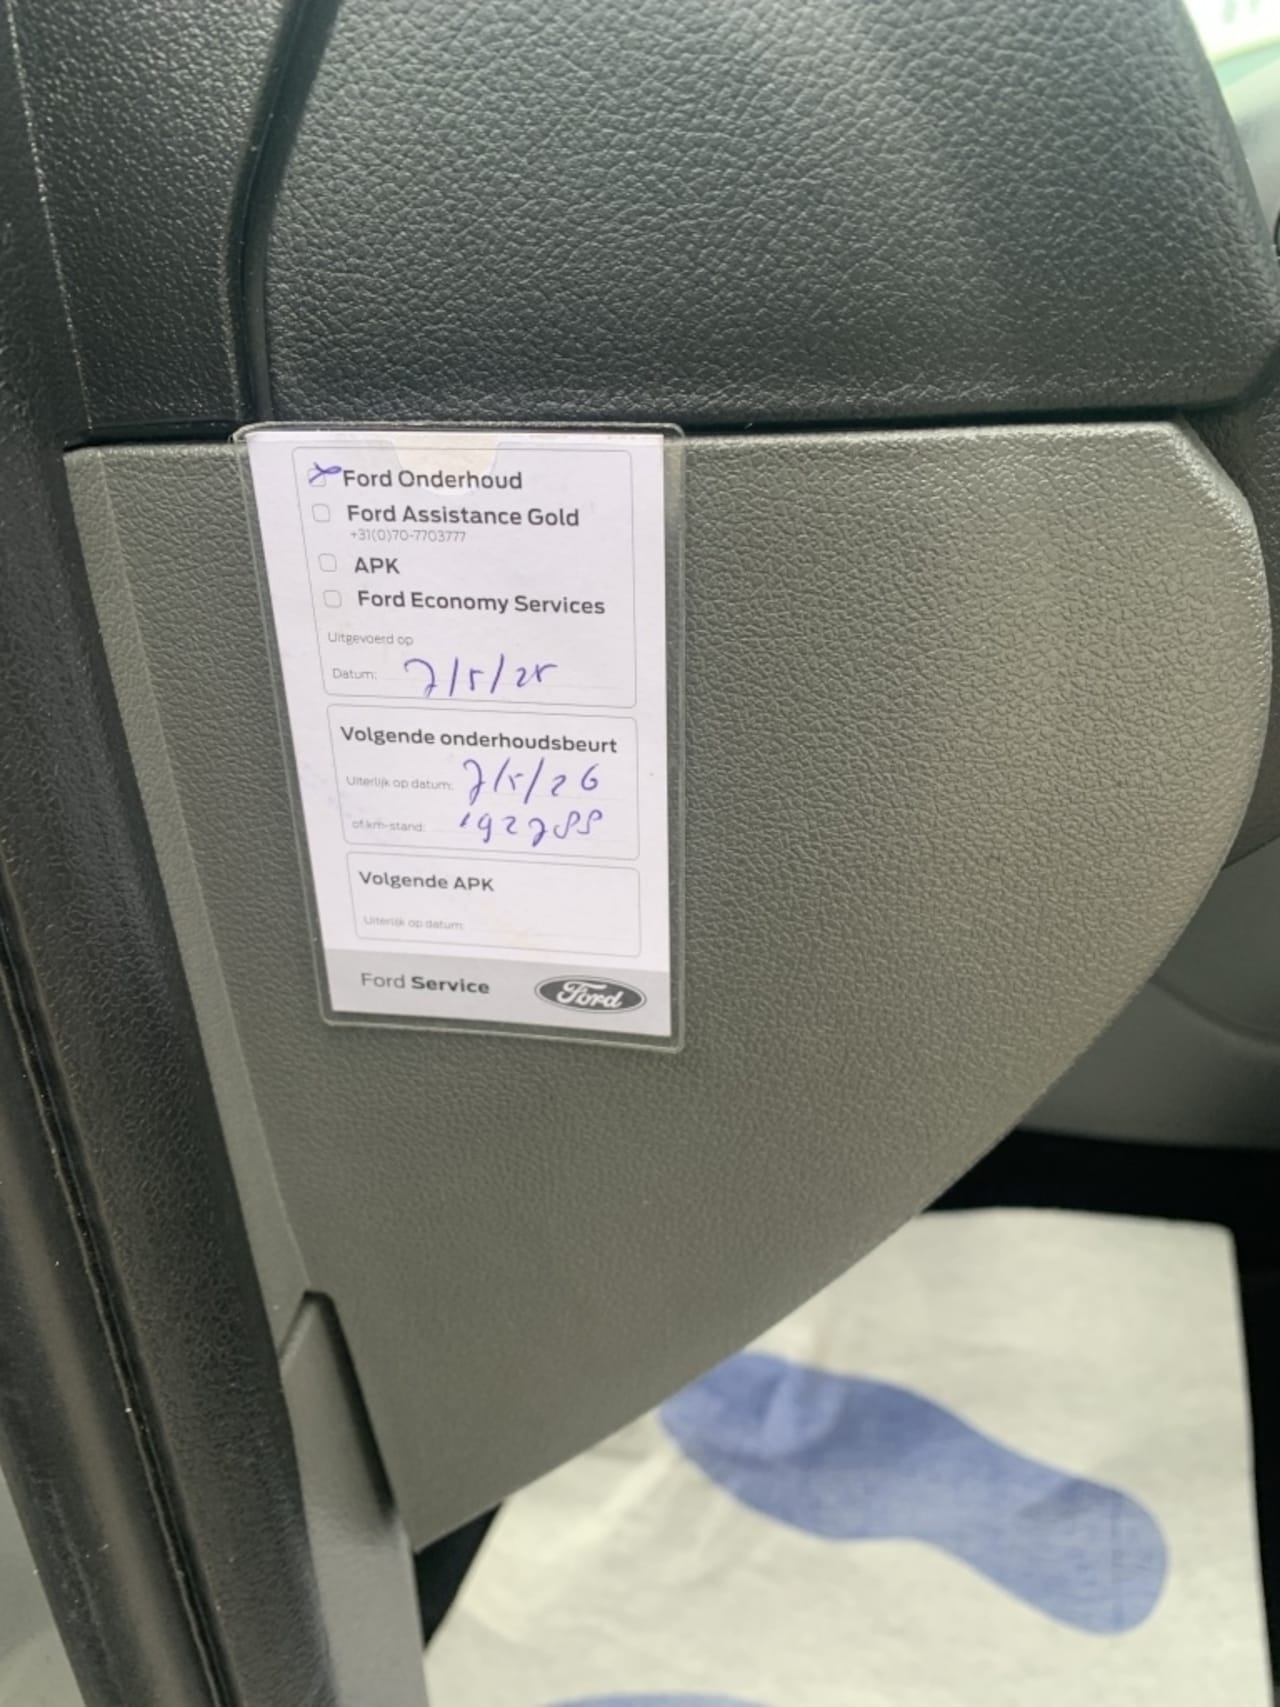 Ford Onderhoud
Ford Assistance Gold
+31(0)70-7703777
APK
Ford Economy Services
Uitgevoerd op
Datum: 7/5/25
Volgende onderhoudsbeurt
Uiterlijk op datum: 7/5/26
of km-stand: 192788
Volgende APK
Uiterlijk op datum:
Ford Service
Ford